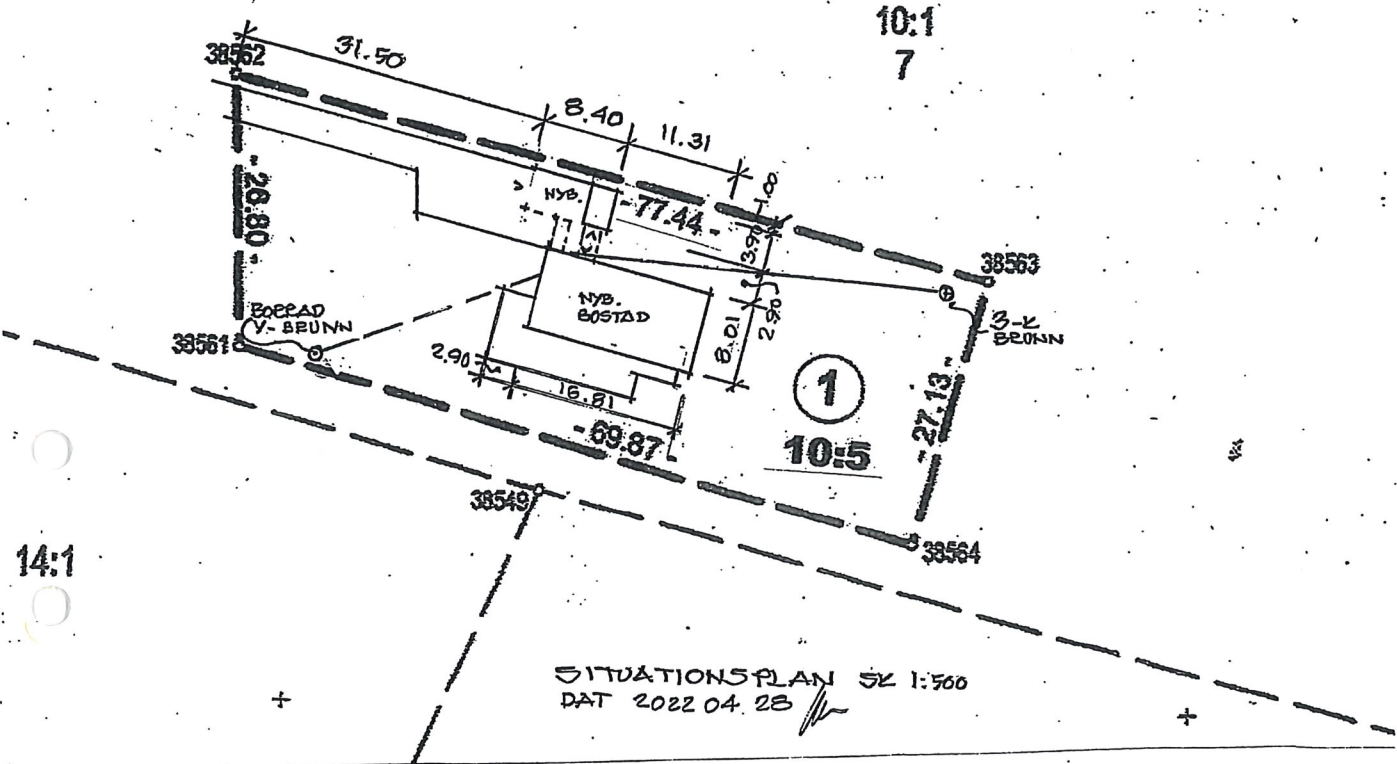 10:1
7
38562
31.50
8.40
11.31
1.00
NYB.
- 77.44 -
3.90
38563
- 26.80 -
NYB.
BOSTAD
2.90
8.01
3-K
BRUNN
BORRAD
V-BRUNN
38561
2.90
16.81
1
10:5
- 27.13 -
- 69.87 -
38549
38564
14:1
SITUATIONSPLAN SK 1:500
DAT 2022 04. 28